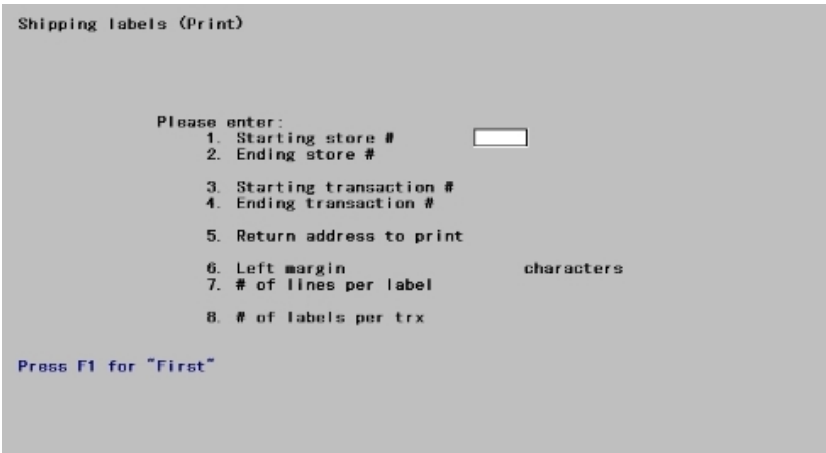 Shipping labels (Print)
Please enter:
1. Starting store #
2. Ending store #
3. Starting transaction #
4. Ending transaction #
5. Return address to print
6. Left margin characters
7. # of lines per label
8. # of labels per trx
Press F1 for "First"